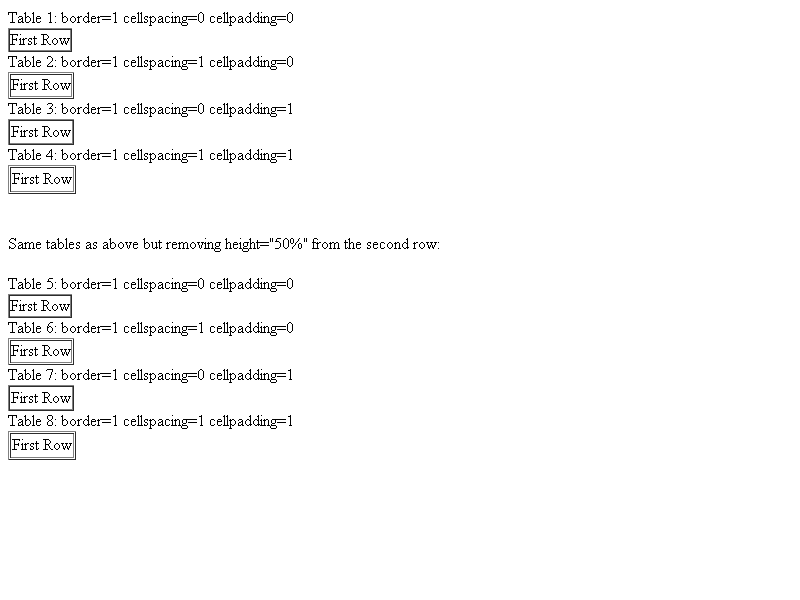 Table 1: border=1 cellspacing=0 cellpadding=0
First Row
Table 2: border=1 cellspacing=1 cellpadding=0
First Row
Table 3: border=1 cellspacing=0 cellpadding=1
First Row
Table 4: border=1 cellspacing=1 cellpadding=1
First Row
Same tables as above but removing height="50%" from the second row:
Table 5: border=1 cellspacing=0 cellpadding=0
First Row
Table 6: border=1 cellspacing=1 cellpadding=0
First Row
Table 7: border=1 cellspacing=0 cellpadding=1
First Row
Table 8: border=1 cellspacing=1 cellpadding=1
First Row